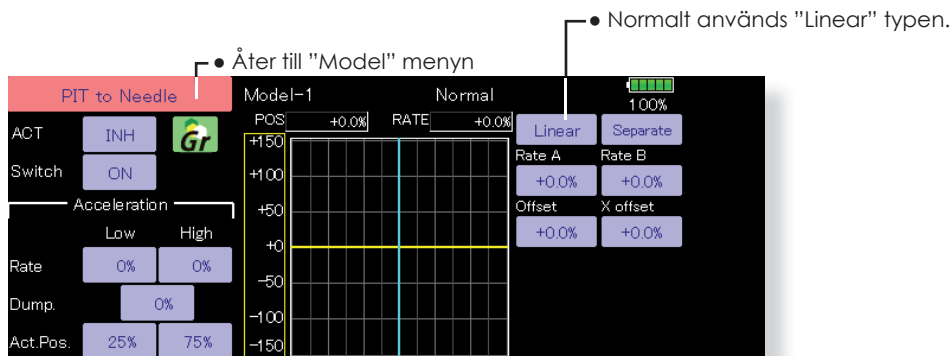 ● Normalt används ”Linear” typen.
● Åter till ”Model” menyn
PIT to Needle
Model-1 Normal 100%
POS +0.0% RATE +0.0%
ACT INH Gr
Switch ON
Acceleration
Low High
Rate 0% 0%
Dump. 0%
Act.Pos. 25% 75%
+150
+100
+50
+0
-50
-100
-150
Linear Separate
Rate A Rate B
+0.0% +0.0%
Offset X offset
+0.0% +0.0%